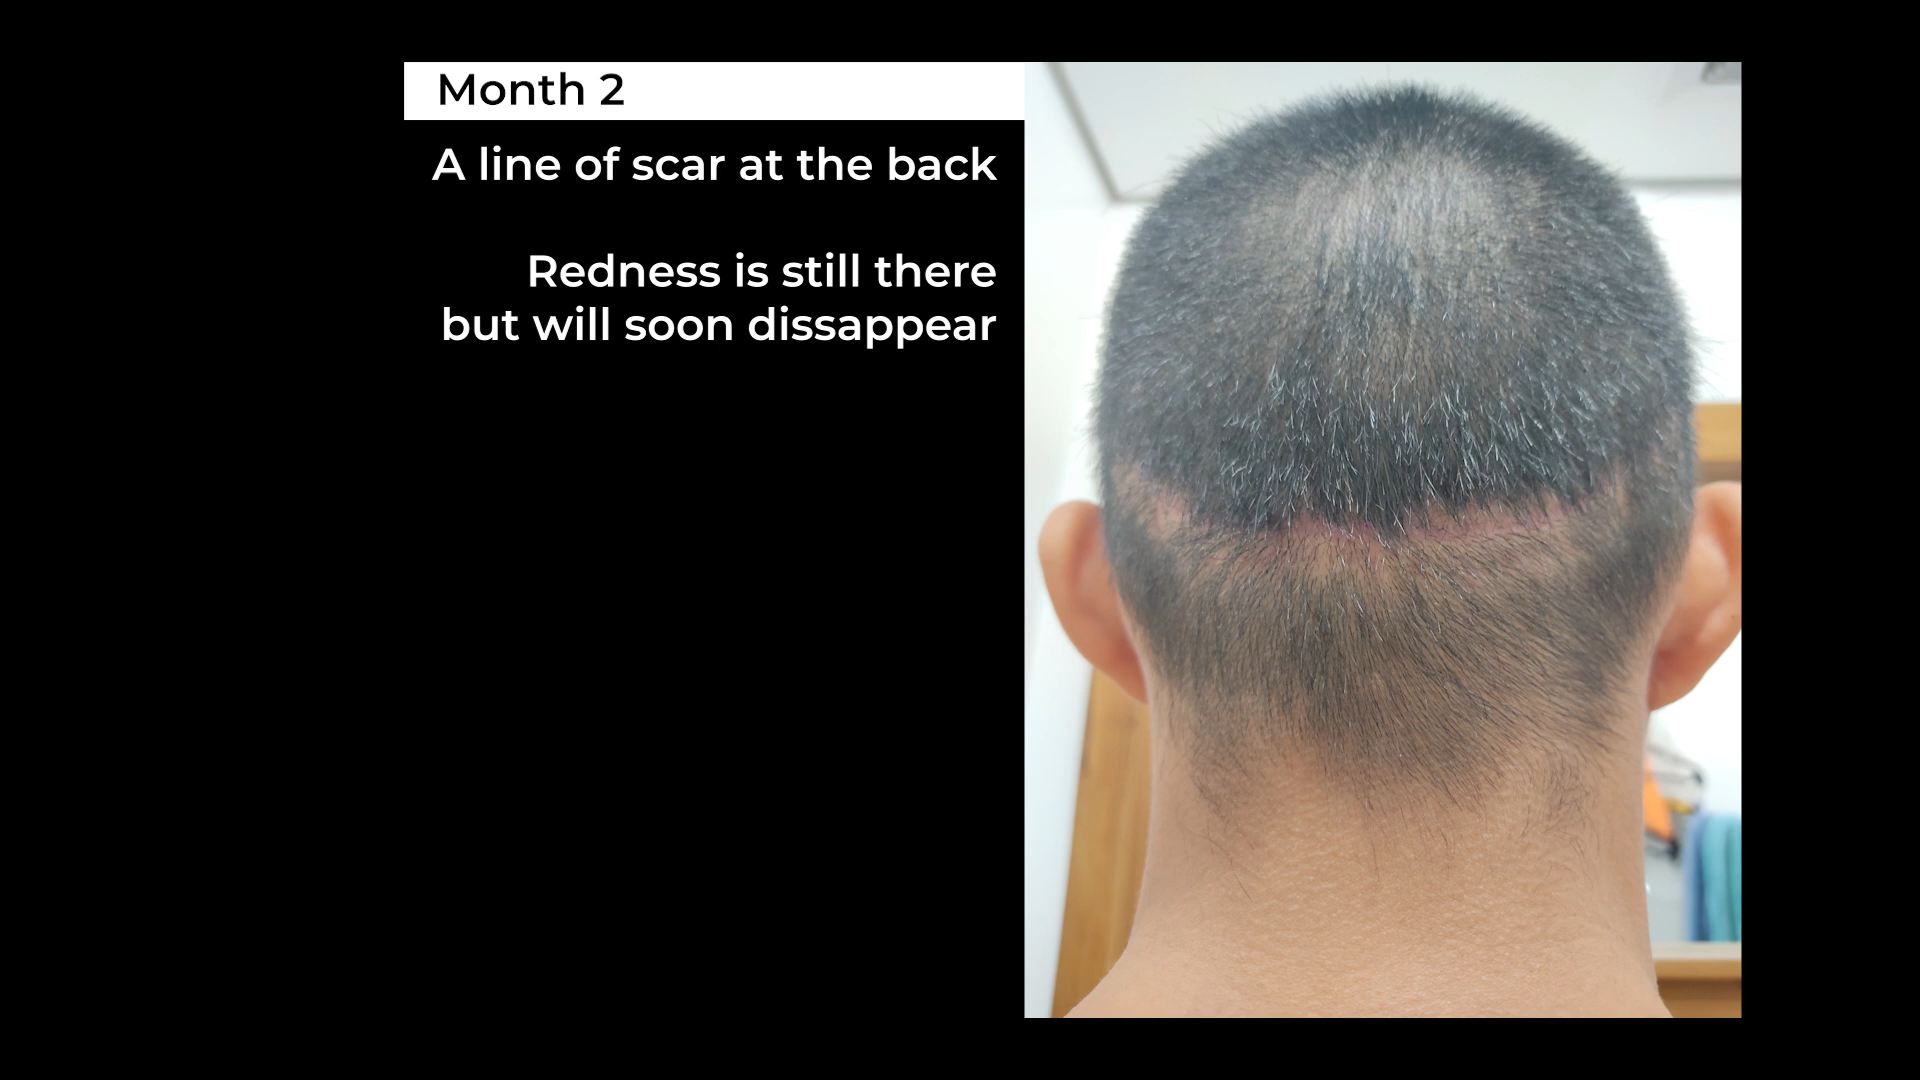 Month 2
A line of scar at the back
Redness is still there
but will soon dissappear